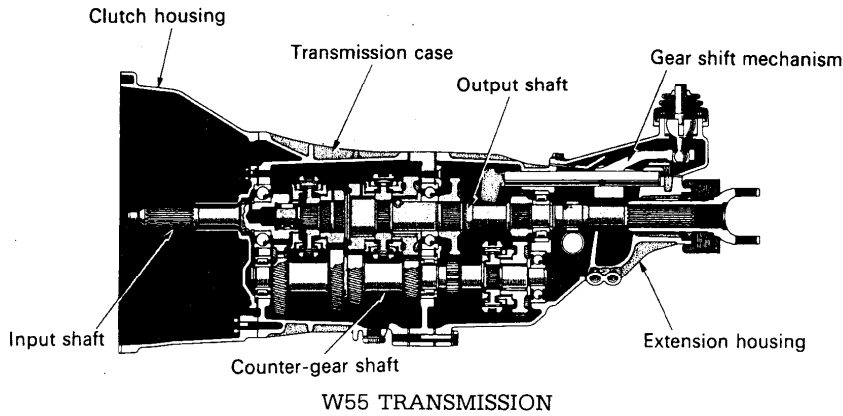 Clutch housing
Transmission case
Gear shift mechanism
Output shaft
Input shaft
Counter-gear shaft
Extension housing
W55 TRANSMISSION